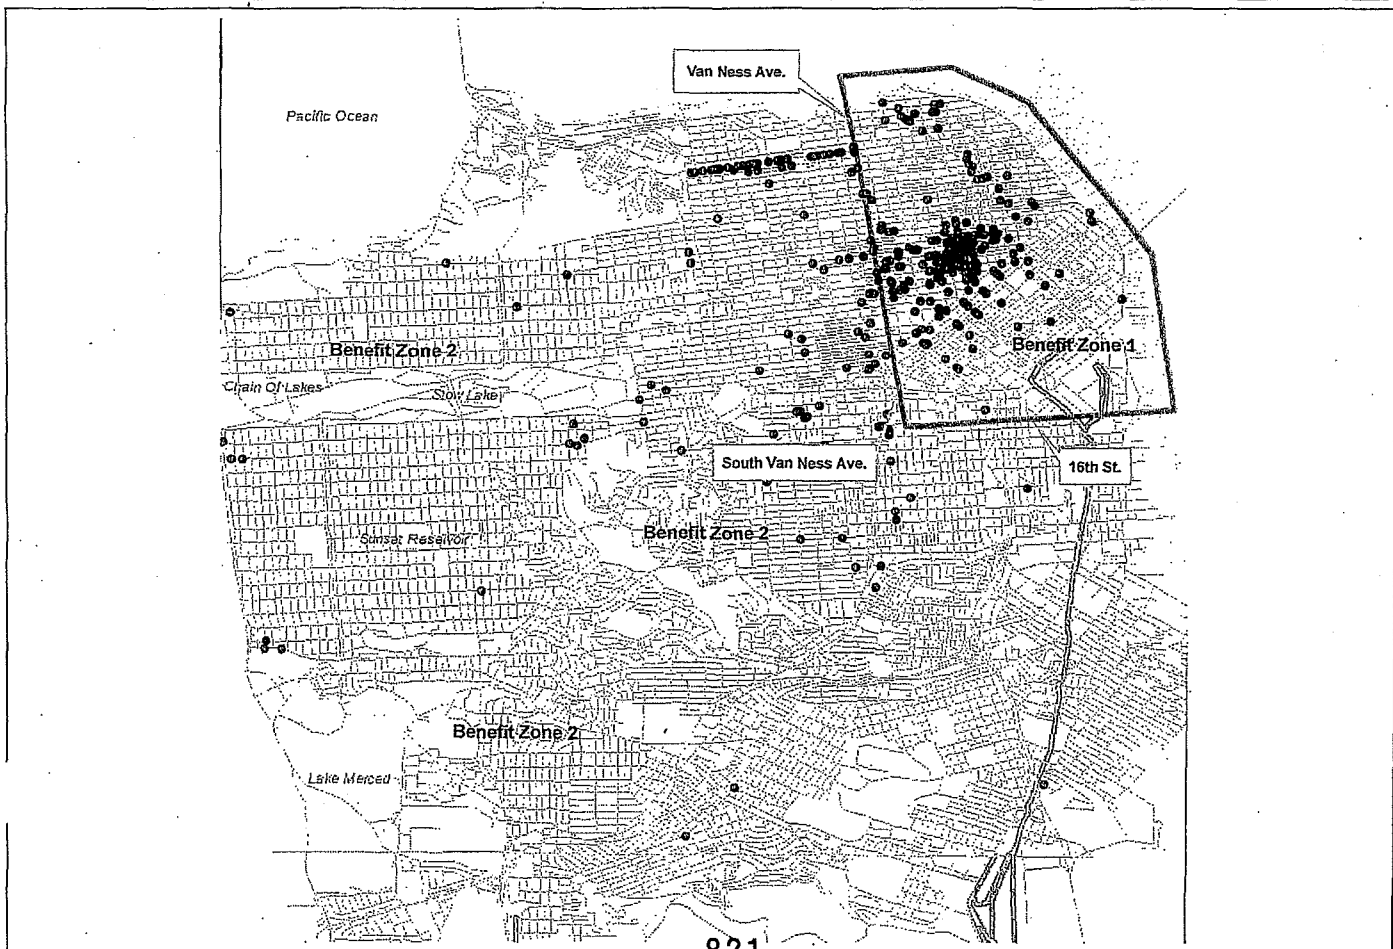 Van Ness Ave.
Pacific Ocean
Benefit Zone 2
Benefit Zone 1
Chain Of Lakes
Stow Lake
South Van Ness Ave.
16th St.
Benefit Zone 2
Sunset Reservoir
Benefit Zone 2
Lake Merced
821